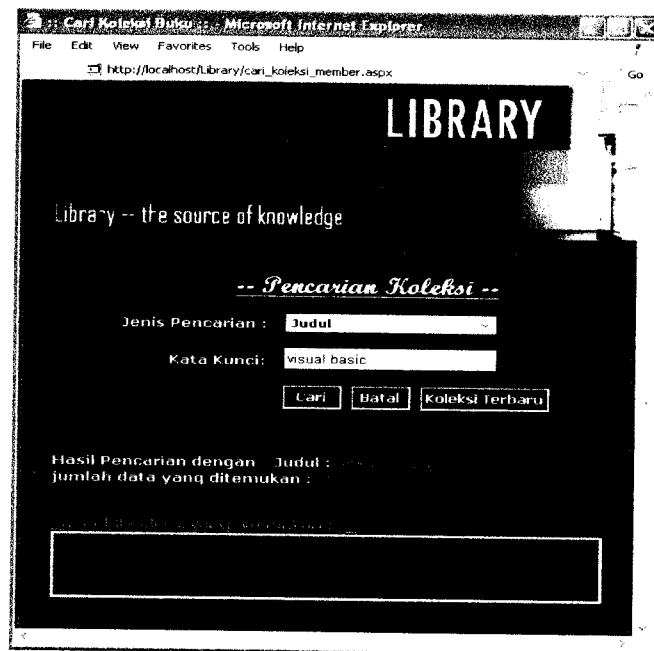 :: Cari Koleksi Buku :: - Microsoft Internet Explorer
File Edit View Favorites Tools Help
http://localhost/Library/cari_koleksi_member.aspx Go
LIBRARY
Library -- the source of knowledge
-- Pencarian Koleksi --
Jenis Pencarian : Judul
Kata Kunci: visual basic
Cari Batal Koleksi Terbaru
Hasil Pencarian dengan Judul :
jumlah data yang ditemukan :